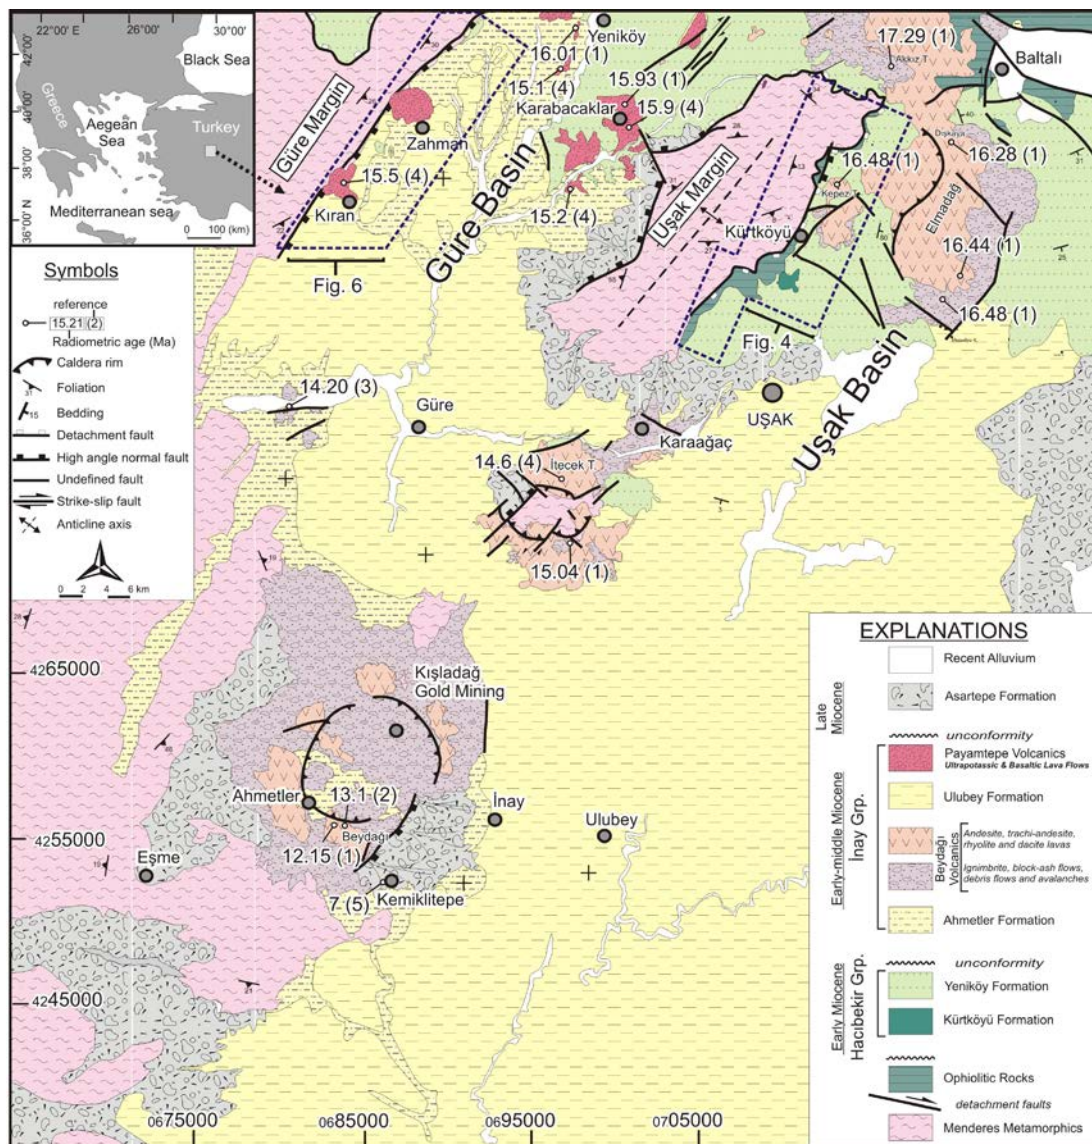 22°00' E
26°00'
30°00'
42°00'
40°00'
38°00'
36°00 N
Black Sea
Greece
Aegean
Sea
Turkey
Mediterranean sea
0 100 (km)
Symbols
reference
15.21 (2)
Radiometric age (Ma)
Caldera rim
31
Foliation
15
Bedding
Detachment fault
High angle normal fault
Undefined fault
Strike-slip fault
Anticline axis
0 2 4 6 km
Güre Margin
Yeniköy
16.01 (1)
15.1 (4)
15.93 (1)
Karabacaklar
15.9 (4)
Zahman
15.5 (4)
Kıran
15.2 (4)
Fig. 6
Güre Basin
Uşak Margin
17.29 (1)
Akkız T.
Baltalı
Dışkaya
16.28 (1)
16.48 (1)
Kepez T.
Kürtköyü
Elmadağ
16.44 (1)
16.48 (1)
Fig. 4
Uşak Basin
14.20 (3)
Güre
UŞAK
Karaağaç
14.6 (4)
İtecek T.
15.04 (1)
4265000
Kışladağ
Gold Mining
Ahmetler
13.1 (2)
Beydağı
İnay
Ulubey
4255000
12.15 (1)
Eşme
7 (5)
Kemiklitepe
4245000
0675000
0685000
0695000
0705000
EXPLANATIONS
Recent Alluvium
Late
Miocene
Asartepe Formation
unconformity
Early-middle Miocene
İnay Grp.
Payamtepe Volcanics
Ultrapotassic & Basaltic Lava Flows
Ulubey Formation
Beydağı
Volcanics
Andesite, trachi-andesite,
rhyolite and dacite lavas
Ignimbrite, block-ash flows,
debris flows and avalanches
Ahmetler Formation
unconformity
Early Miocene
Hacıbekir Grp.
Yeniköy Formation
Kürtköyü Formation
Ophiolitic Rocks
detachment faults
Menderes Metamorphics